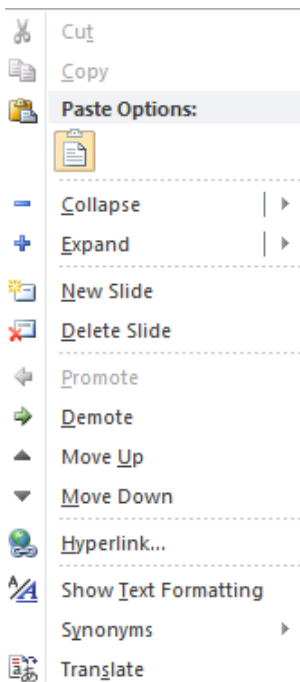 Cut
Copy
Paste Options:
Collapse
Expand
New Slide
Delete Slide
Promote
Demote
Move Up
Move Down
Hyperlink...
Show Text Formatting
Synonyms
Translate